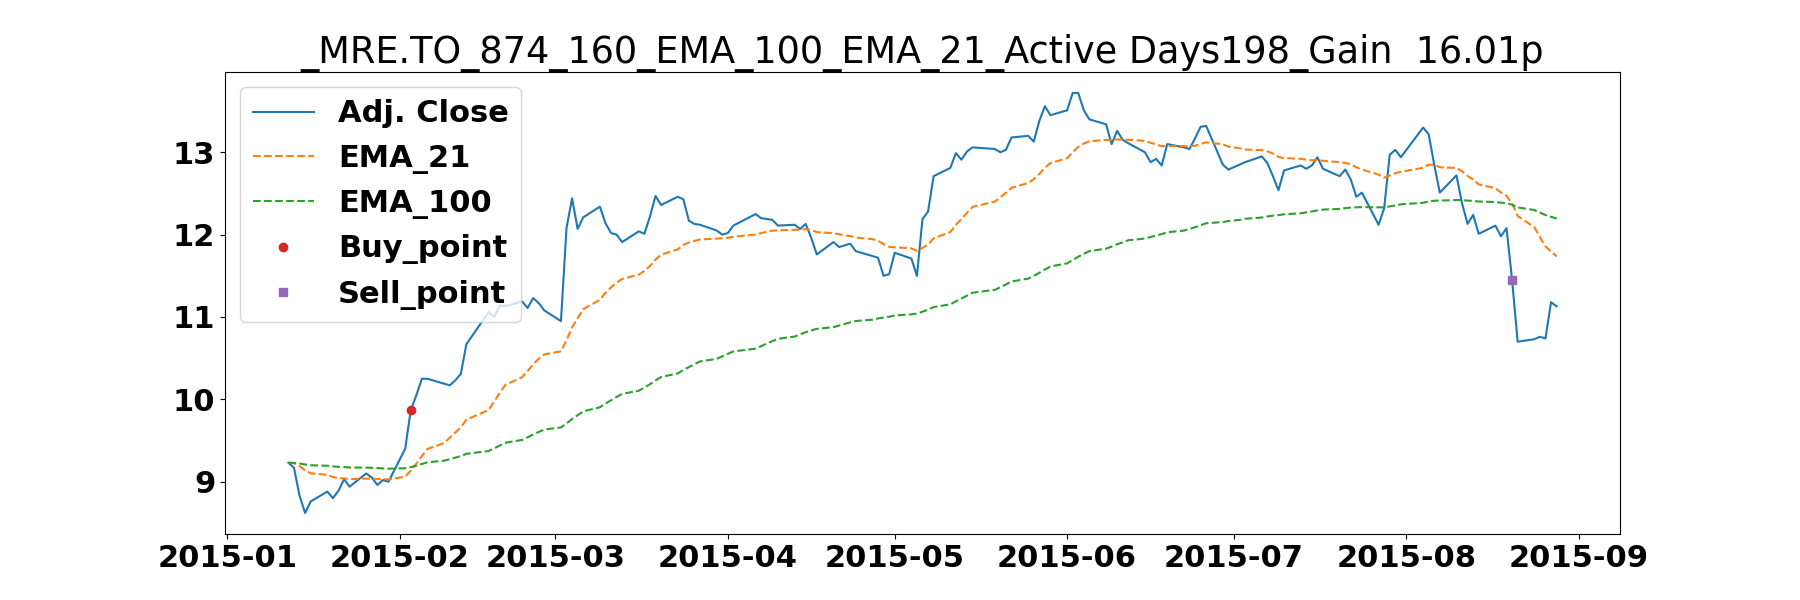 _MRE.TO_874_160_EMA_100_EMA_21_Active Days198_Gain  16.01p
Adj. Close
EMA_21
EMA_100
Buy_point
Sell_point
13
12
11
10
9
2015-01 2015-02 2015-03 2015-04 2015-05 2015-06 2015-07 2015-08 2015-09